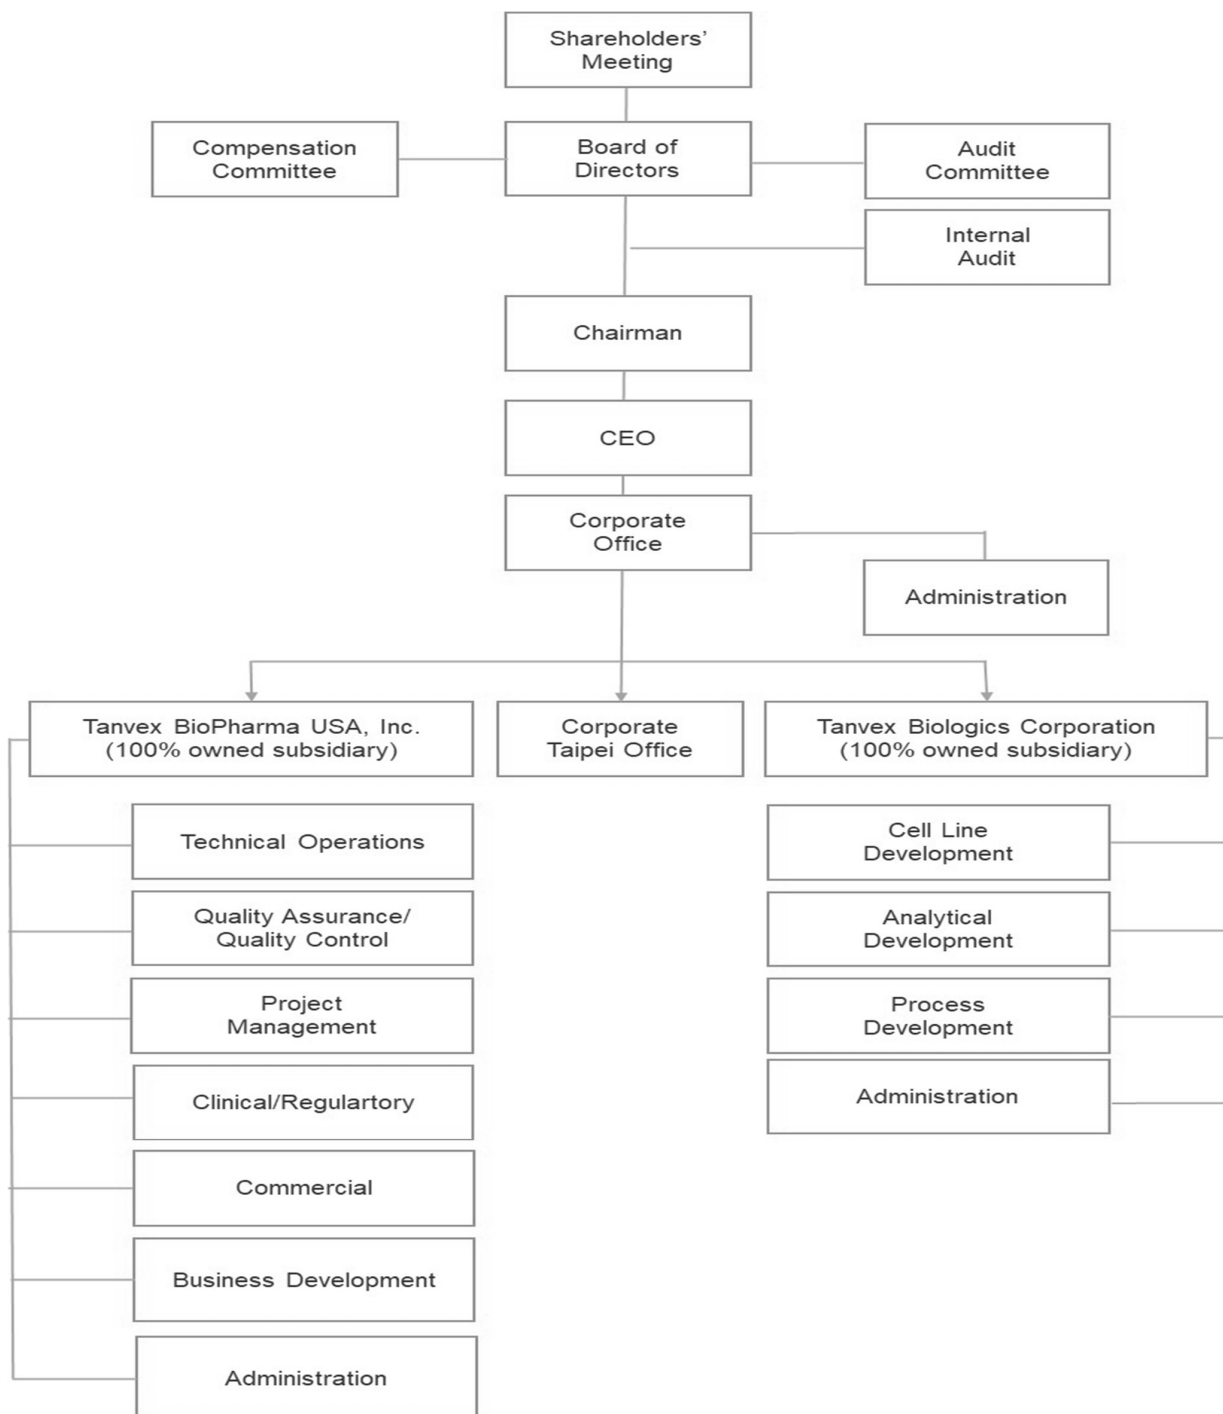 Shareholders’
Meeting
Compensation
Committee
Board of
Directors
Audit
Committee
Internal
Audit
Chairman
CEO
Corporate
Office
Administration
Tanvex BioPharma USA, Inc.
(100% owned subsidiary)
Corporate
Taipei Office
Tanvex Biologics Corporation
(100% owned subsidiary)
Technical Operations
Quality Assurance/
Quality Control
Project
Management
Clinical/Regulartory
Commercial
Business Development
Administration
Cell Line
Development
Analytical
Development
Process
Development
Administration